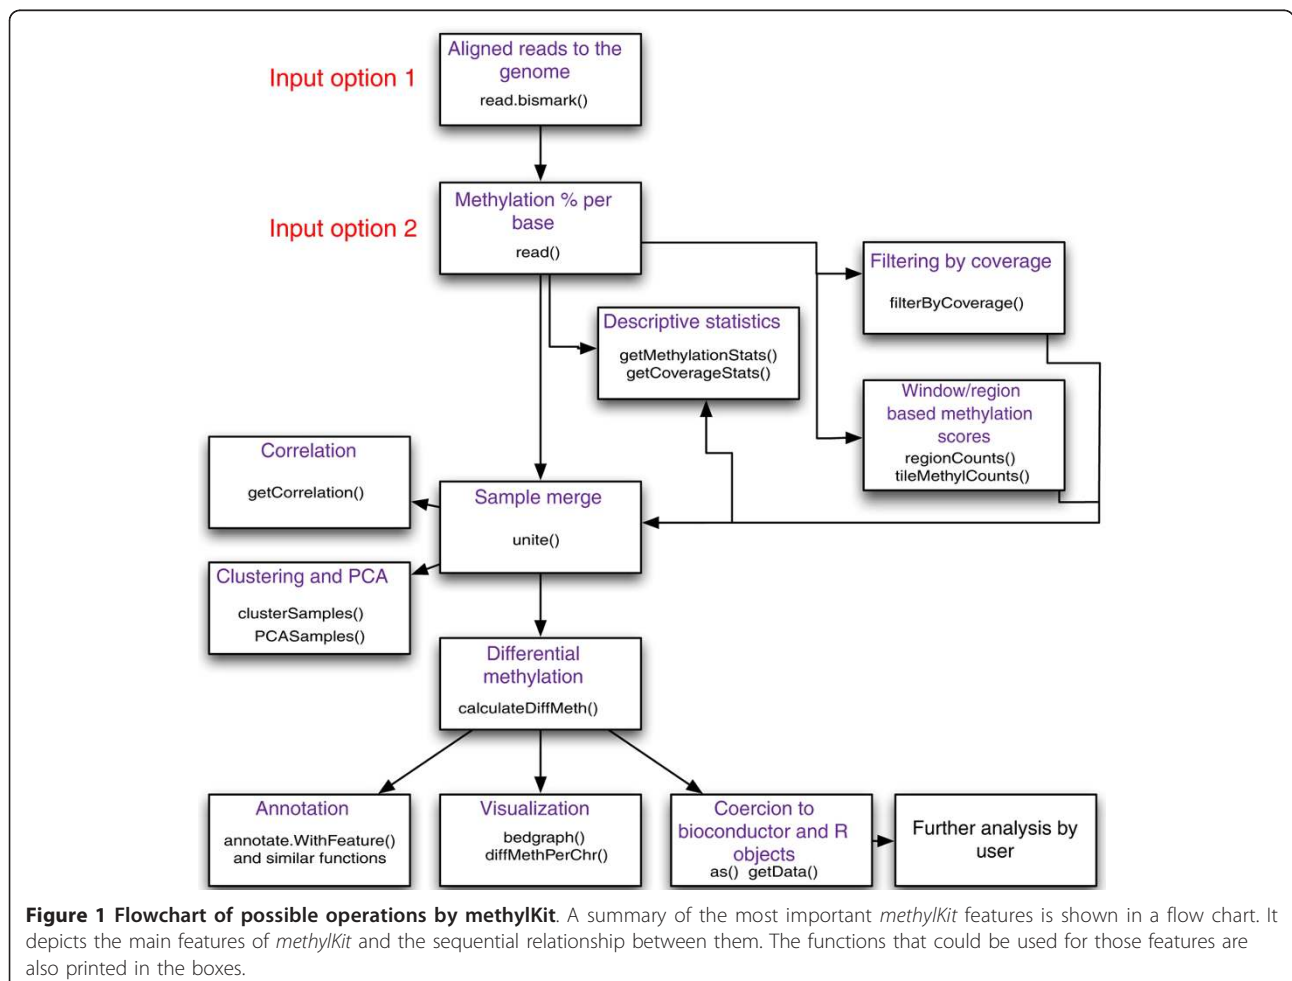 Aligned reads to the
genome
read.bismark()
Input option 1
Methylation % per
base
read()
Input option 2
Filtering by coverage
filterByCoverage()
Descriptive statistics
getMethylationStats()
getCoverageStats()
Window/region
based methylation
scores
regionCounts()
tileMethylCounts()
Correlation
getCorrelation()
Sample merge
unite()
Clustering and PCA
clusterSamples()
PCASamples()
Differential
methylation
calculateDiffMeth()
Annotation
annotate.WithFeature()
and similar functions
Visualization
bedgraph()
diffMethPerChr()
Coercion to
bioconductor and R
objects
as() getData()
Further analysis by
user
Figure 1 Flowchart of possible operations by methylKit. A summary of the most important methylKit features is shown in a flow chart. It
depicts the main features of methylKit and the sequential relationship between them. The functions that could be used for those features are
also printed in the boxes.